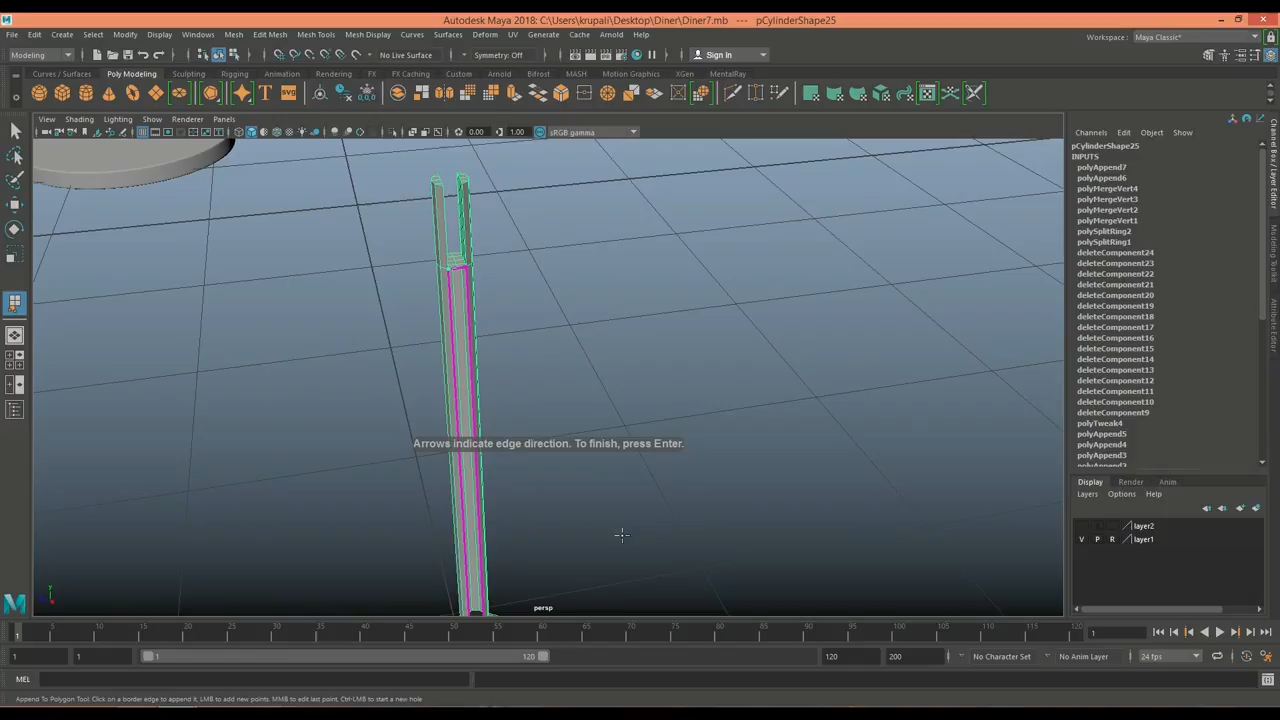 Autodesk Maya 2018: C:\Users\krupali\Desktop\Diner\Diner7.mb --- pCylinderShape25
File Edit Create Select Modify Display Windows Mesh Edit Mesh Mesh Tools Mesh Display Curves Surfaces Deform UV Generate Cache Arnold Help
Workspace : Maya Classic*
Modeling
No Live Surface
Symmetry: Off
Sign In
Curves / Surfaces Poly Modeling Sculpting Rigging Animation Rendering FX FX Caching Custom Arnold Bifrost MASH Motion Graphics XGen MentalRay
View Shading Lighting Show Renderer Panels
0.00 1.00 sRGB gamma
Channels Edit Object Show
pCylinderShape25
INPUTS
polyAppend7
polyAppend6
polyMergeVert4
polyMergeVert3
polyMergeVert2
polyMergeVert1
polySplitRing2
polySplitRing1
deleteComponent24
deleteComponent23
deleteComponent22
deleteComponent21
deleteComponent20
deleteComponent19
deleteComponent18
deleteComponent17
deleteComponent16
deleteComponent15
deleteComponent14
deleteComponent13
deleteComponent12
deleteComponent11
deleteComponent10
deleteComponent9
polyTweak4
polyAppend5
polyAppend4
polyAppend3
Channel Box / Layer Editor
Modeling Toolkit
Attribute Editor
Arrows indicate edge direction. To finish, press Enter.
persp
Display Render Anim
Layers Options Help
layer2
V P R layer1
5 10 15 20 25 30 35 40 45 50 55 60 65 70 75 80 85 90 95 100 105 110 115 120
1
1
1 1 1 120 120 200 No Character Set No Anim Layer 24 fps
MEL
Append To Polygon Tool: Click on a border edge to append it, LMB to add new points. MMB to edit last point. Ctrl-LMB to start a new hole